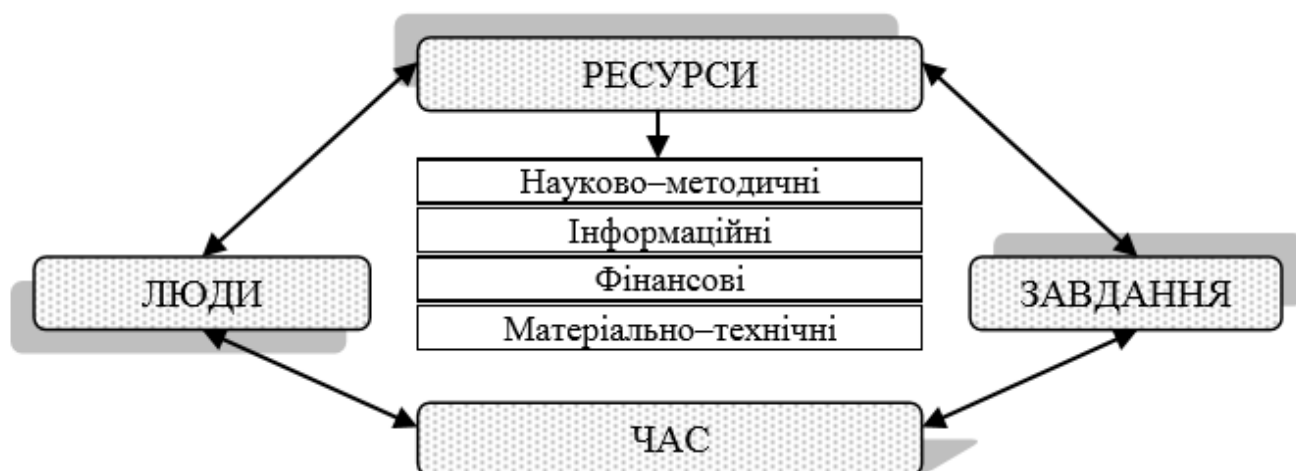 РЕСУРСИ
Науково–методичні
Інформаційні
Фінансові
Матеріально–технічні
ЛЮДИ
ЗАВДАННЯ
ЧАС